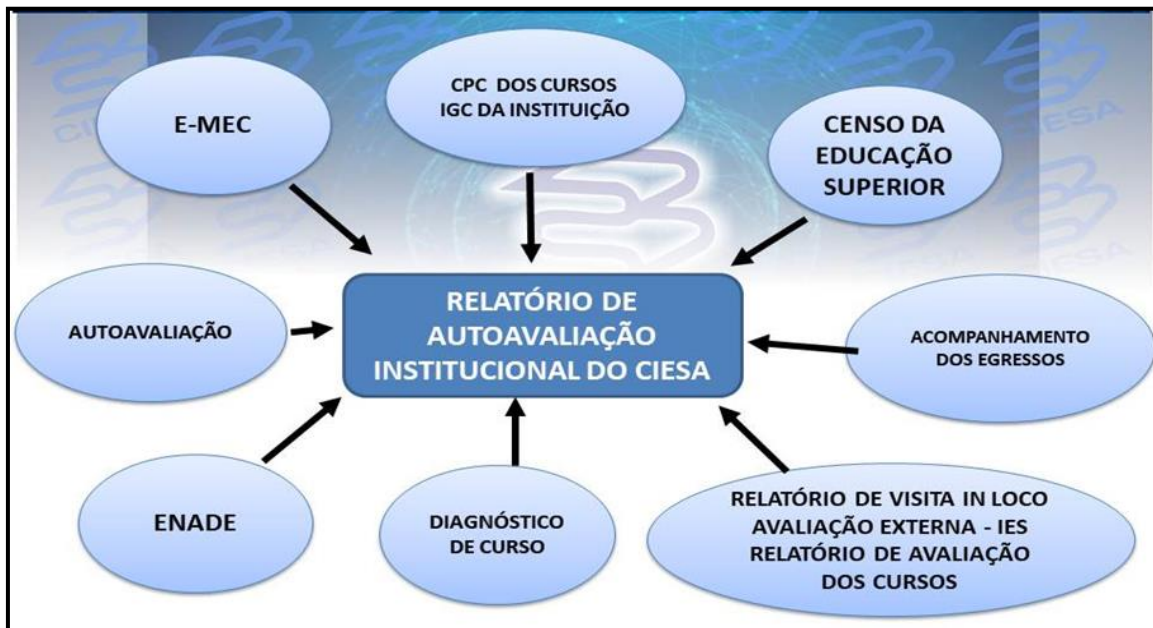 E-MEC
CPC DOS CURSOS
IGC DA INSTITUIÇÃO
CENSO DA
EDUCAÇÃO
SUPERIOR
AUTOAVALIAÇÃO
RELATÓRIO DE
AUTOAVALIAÇÃO
INSTITUCIONAL DO CIESA
ACOMPANHAMENTO
DOS EGRESSOS
ENADE
DIAGNÓSTICO
DE CURSO
RELATÓRIO DE VISITA IN LOCO
AVALIAÇÃO EXTERNA - IES
RELATÓRIO DE AVALIAÇÃO
DOS CURSOS